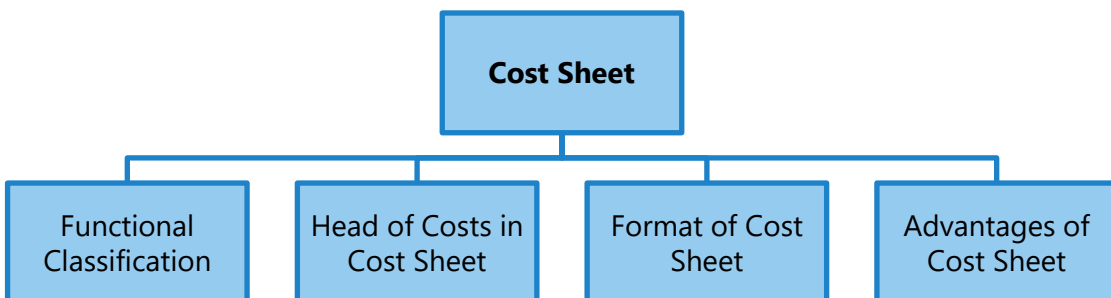 Cost Sheet
Functional
Classification
Head of Costs in
Cost Sheet
Format of Cost
Sheet
Advantages of
Cost Sheet